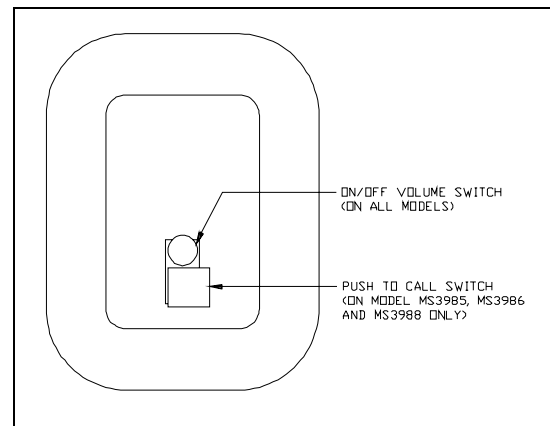 ON/OFF VOLUME SWITCH
(ON ALL MODELS)
PUSH TO CALL SWITCH
(ON MODEL MS3985, MS3986
AND MS3988 ONLY)